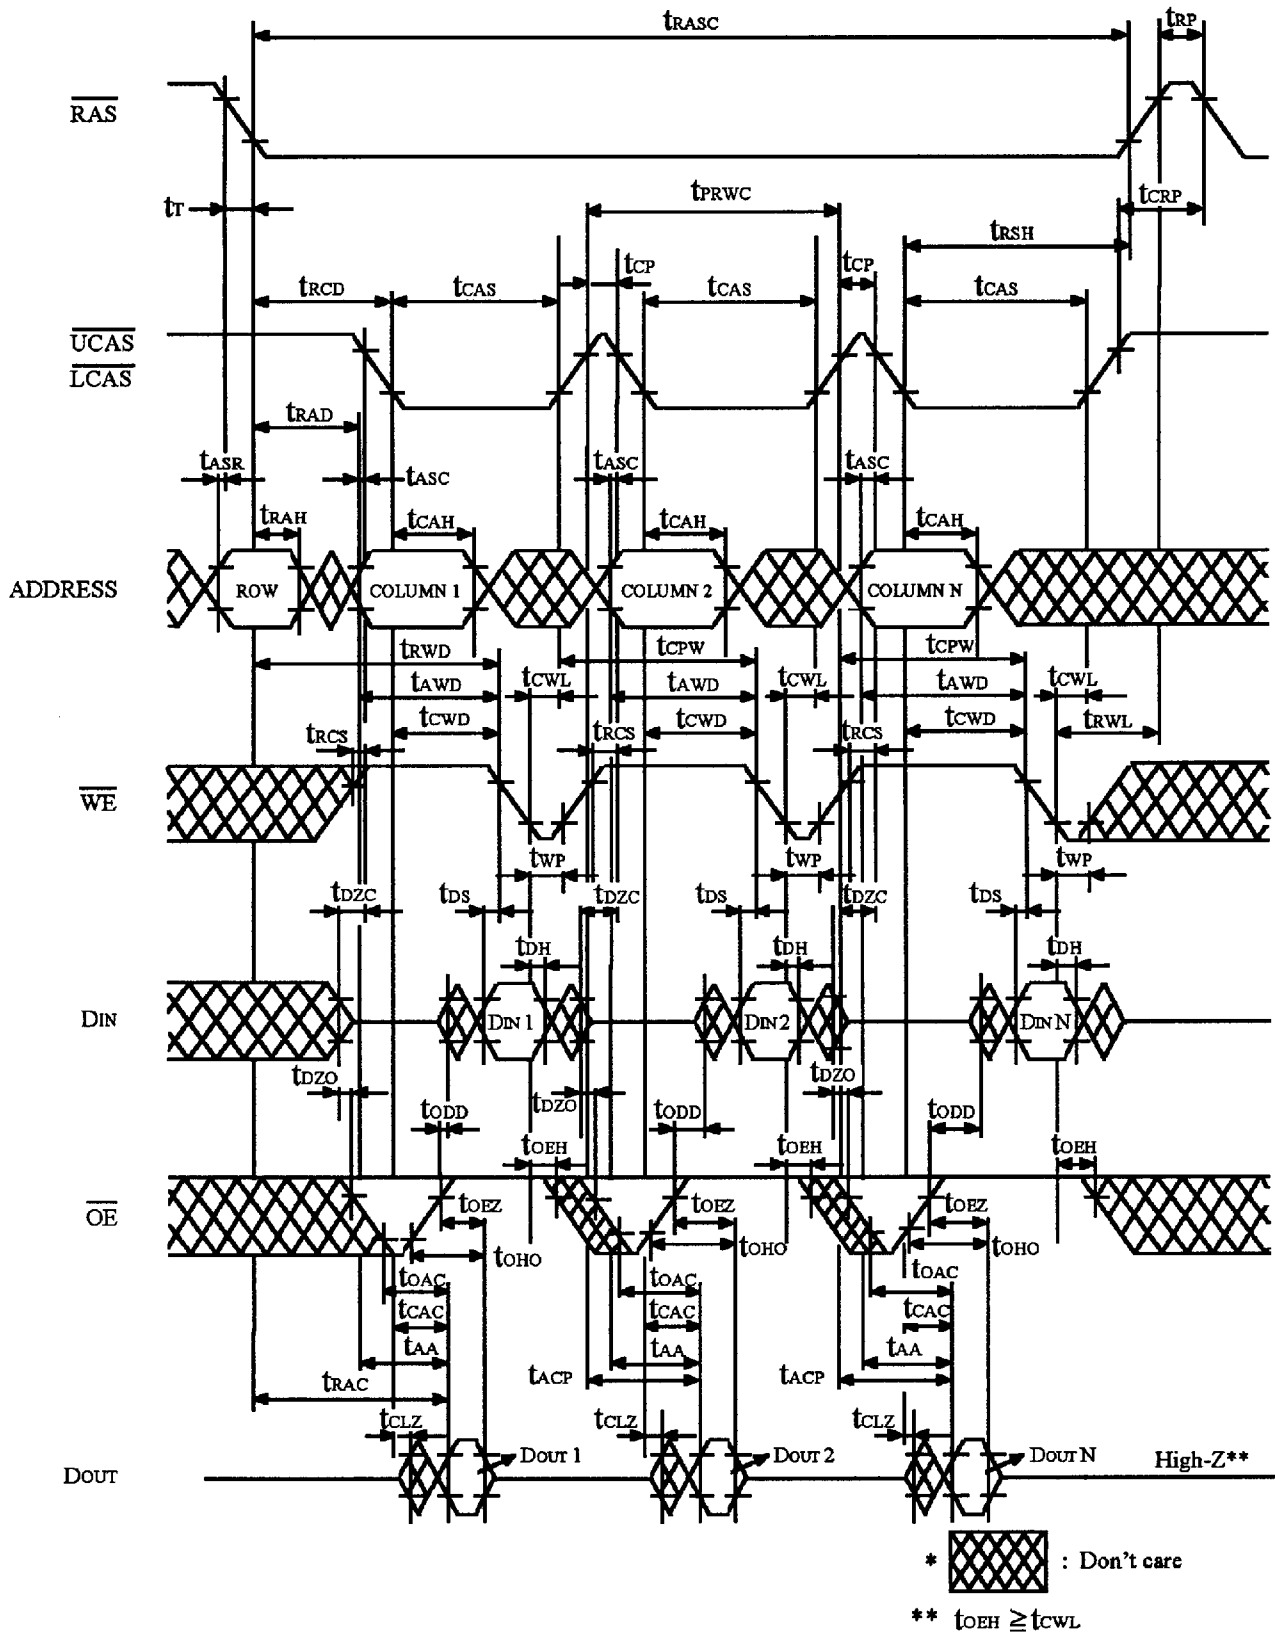 tRASC tRP
RAS
tT tPRWC tCRP
tRSH
tCP tCP
tRCD tCAS tCAS tCAS
UCAS
LCAS
tRAD
tASR tASC tASC tASC
tRAH tCAH tCAH tCAH
ADDRESS ROW COLUMN 1 COLUMN 2 COLUMN N
tRWD tCPW tCPW
tAWD tCWL tAWD tCWL tAWD tCWL
tRCS tCWD tRCS tCWD tRCS tCWD tRWL
WE
tWP tWP tWP
tDZC tDS tDZC tDS tDZC tDS
tDH tDH tDH
DIN DIN 1 DIN 2 DIN N
tDZO tDZO tDZO
tODD tODD tODD
tOEH tOEH tOEH
OE tOEZ tOEZ tOEZ
tOHO tOHO tOHO
tOAC tOAC tOAC
tCAC tCAC tCAC
tAA tAA tAA
tRAC tACP tACP
tCLZ tCLZ tCLZ
DOUT DOUT 1 DOUT 2 DOUT N High-Z**
* : Don't care
** tOEH ≧ tCWL